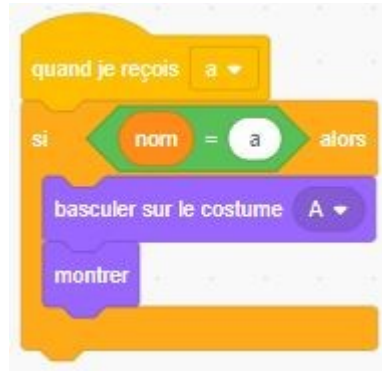 quand je reçois a
si nom = a alors
basculer sur le costume A
montrer